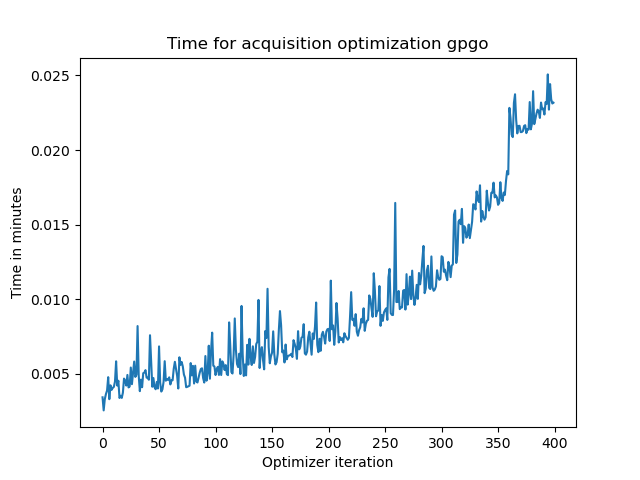 Time for acquisition optimization gpgo
0.025
0.020
0.015
0.010
0.005
Time in minutes
0 50 100 150 200 250 300 350 400
Optimizer iteration